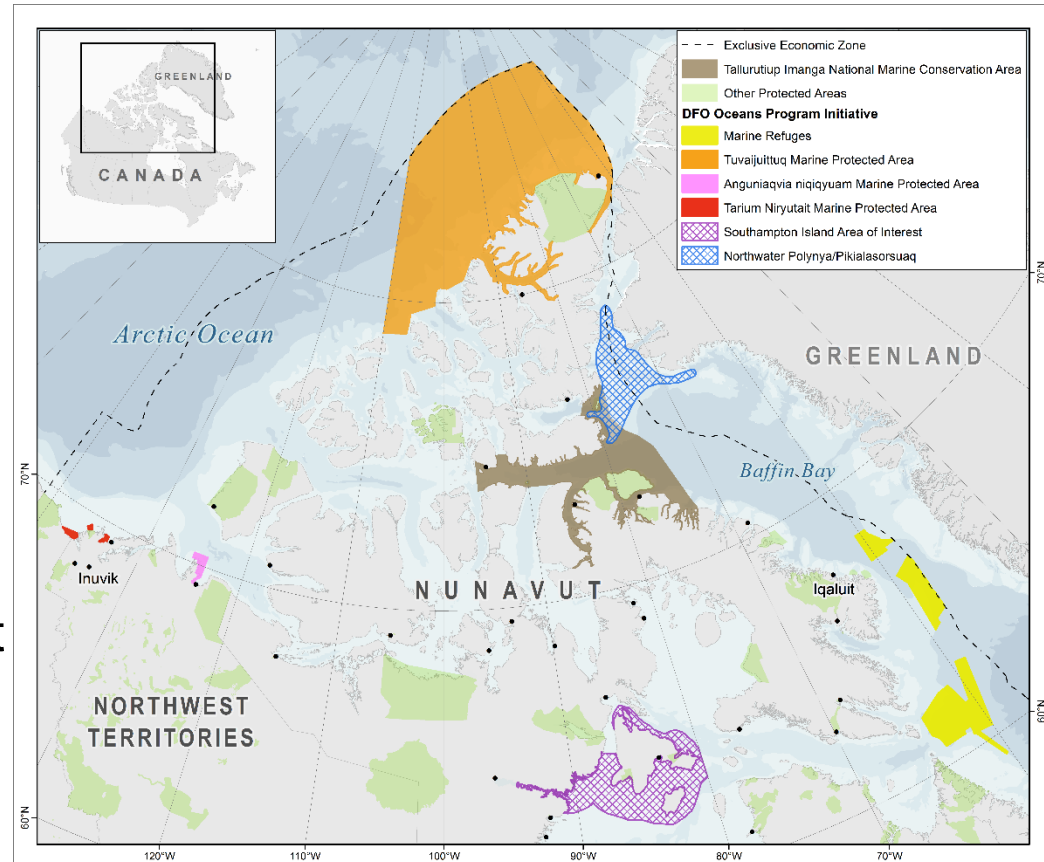 GREENLAND
CANADA
Exclusive Economic Zone
Tallurutiup Imanga National Marine Conservation Area
Other Protected Areas
DFO Oceans Program Initiative
Marine Refuges
Tuvaijuittuq Marine Protected Area
Anguniaqvia niqiqyuam Marine Protected Area
Tarium Niryutait Marine Protected Area
Southampton Island Area of Interest
Northwater Polynya/Pikialasorsuaq
70°N
Arctic Ocean
GREENLAND
Baffin Bay
70°N
Inuvik
NUNAVUT
Iqaluit
NORTHWEST
TERRITORIES
60°N
60°N
120°W
110°W
100°W
90°W
80°W
70°W